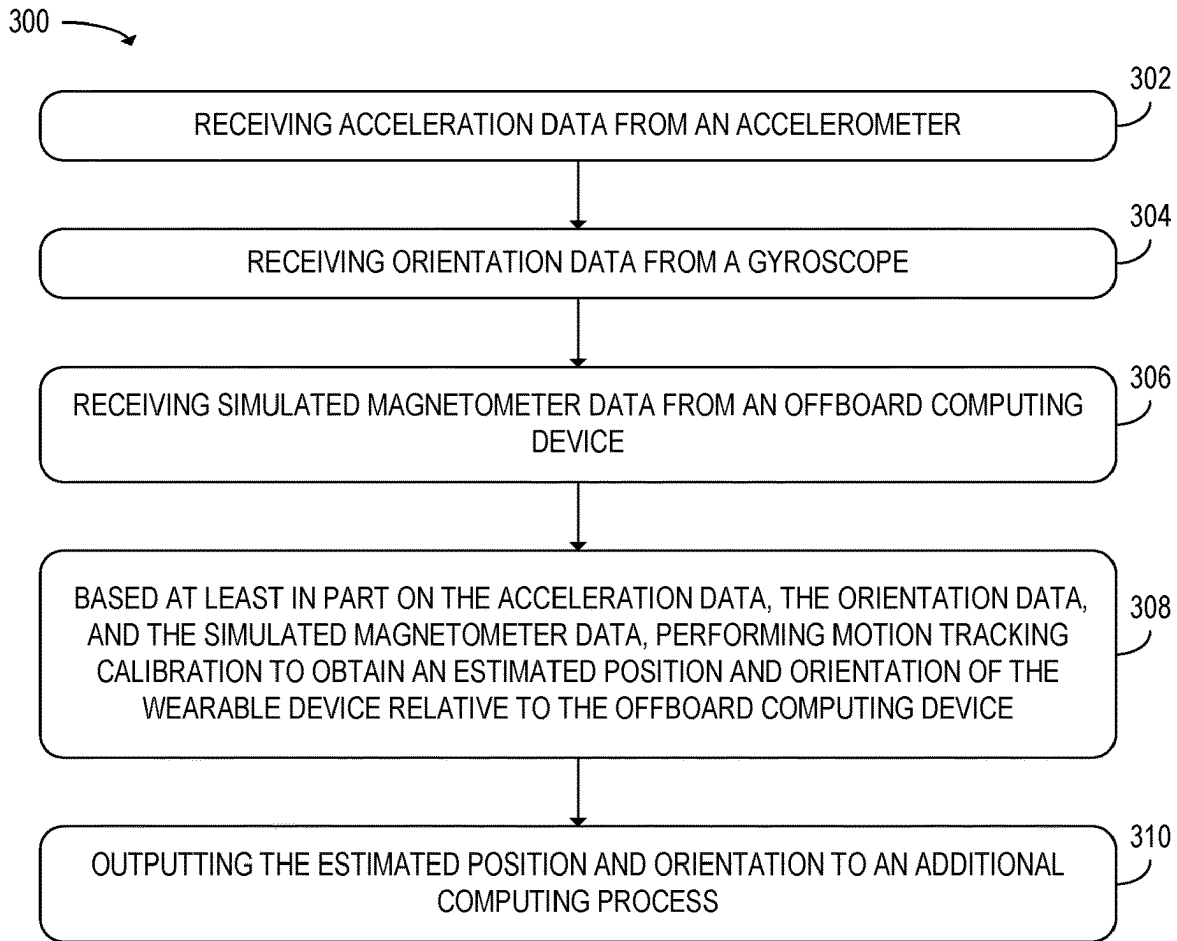 300
302
RECEIVING ACCELERATION DATA FROM AN ACCELEROMETER
304
RECEIVING ORIENTATION DATA FROM A GYROSCOPE
306
RECEIVING SIMULATED MAGNETOMETER DATA FROM AN OFFBOARD COMPUTING
DEVICE
308
BASED AT LEAST IN PART ON THE ACCELERATION DATA, THE ORIENTATION DATA,
AND THE SIMULATED MAGNETOMETER DATA, PERFORMING MOTION TRACKING
CALIBRATION TO OBTAIN AN ESTIMATED POSITION AND ORIENTATION OF THE
WEARABLE DEVICE RELATIVE TO THE OFFBOARD COMPUTING DEVICE
310
OUTPUTTING THE ESTIMATED POSITION AND ORIENTATION TO AN ADDITIONAL
COMPUTING PROCESS